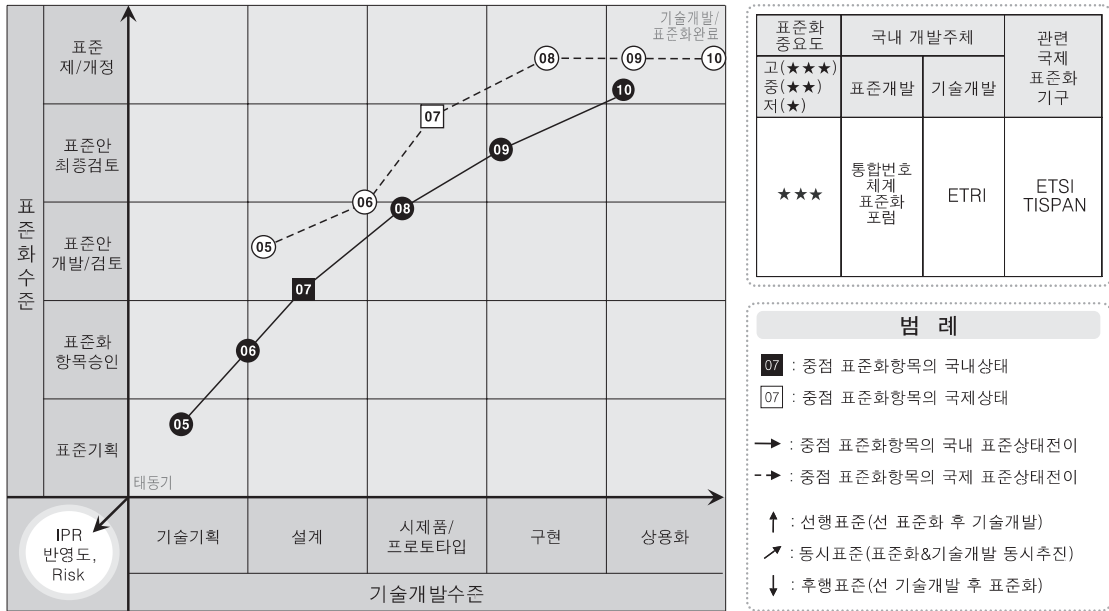 기술개발/
표준화완료
표준
제/개정
표준안
최종검토
표준안
개발/검토
표준화
항목승인
표준기획
표준화수준
태동기
08
09
10
07
10
09
06
08
05
07
06
05
IPR
반영도,
Risk
기술기획
설계
시제품/
프로토타입
구현
상용화
기술개발수준
표준화
중요도
국내 개발주체
관련
국제
표준화
기구
고(★★★)
중(★★)
저(★)
표준개발
기술개발
★★★
통합번호
체계
표준화
포럼
ETRI
ETSI
TISPAN
범 례
07 : 중점 표준화항목의 국내상태
07 : 중점 표준화항목의 국제상태
: 중점 표준화항목의 국내 표준상태전이
: 중점 표준화항목의 국제 표준상태전이
: 선행표준(선 표준화 후 기술개발)
: 동시표준(표준화&기술개발 동시추진)
: 후행표준(선 기술개발 후 표준화)